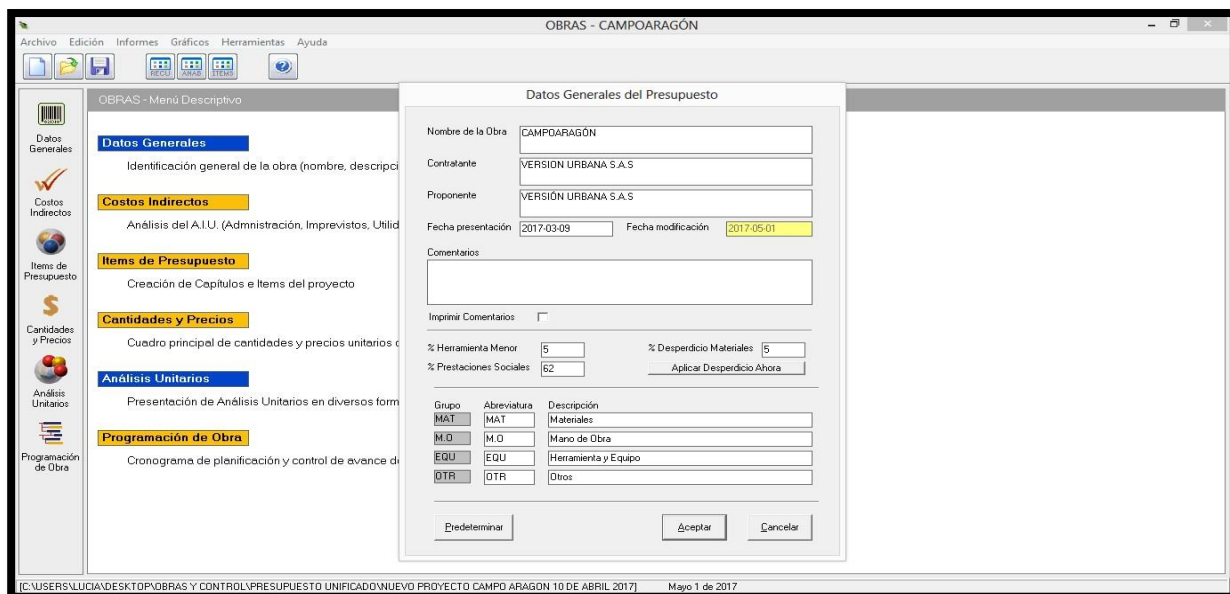 OBRAS - CAMPOARAGÓN
Archivo Edición Informes Gráficos Herramientas Ayuda
RECU ANAB ITEMS
OBRAS - Menú Descriptivo
Datos Generales
Costos Indirectos
Items de Presupuesto
Cantidades y Precios
Análisis Unitarios
Programación de Obra
Datos Generales
Identificación general de la obra (nombre, descripci
Costos Indirectos
Análisis del A.I.U. (Admnistración, Imprevistos, Utilid
Items de Presupuesto
Creación de Capítulos e Items del proyecto
Cantidades y Precios
Cuadro principal de cantidades y precios unitarios d
Análisis Unitarios
Presentación de Análisis Unitarios en diversos form
Programación de Obra
Cronograma de planificación y control de avance d
Datos Generales del Presupuesto
Nombre de la Obra CAMPOARAGÓN
Contratante VERSION URBANA S.A.S
Proponente VERSIÓN URBANA S.A.S
Fecha presentación 2017-03-09 Fecha modificación 2017-05-01
Comentarios
Imprimir Comentarios
% Herramienta Menor 5 % Desperdicio Materiales 5
% Prestaciones Sociales 62 Aplicar Desperdicio Ahora
Grupo Abreviatura Descripción
MAT MAT Materiales
M.O M.O Mano de Obra
EQU EQU Herramienta y Equipo
OTR OTR Otros
Predeterminar Aceptar Cancelar
[C:\USERS\LUCIA\DESKTOP\OBRAS Y CONTROL\PRESUPUESTO UNIFICADO\NUEVO PROYECTO CAMPO ARAGON 10 DE ABRIL 2017] Mayo 1 de 2017